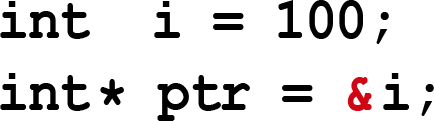 int  i = 100;
int* ptr = &i;